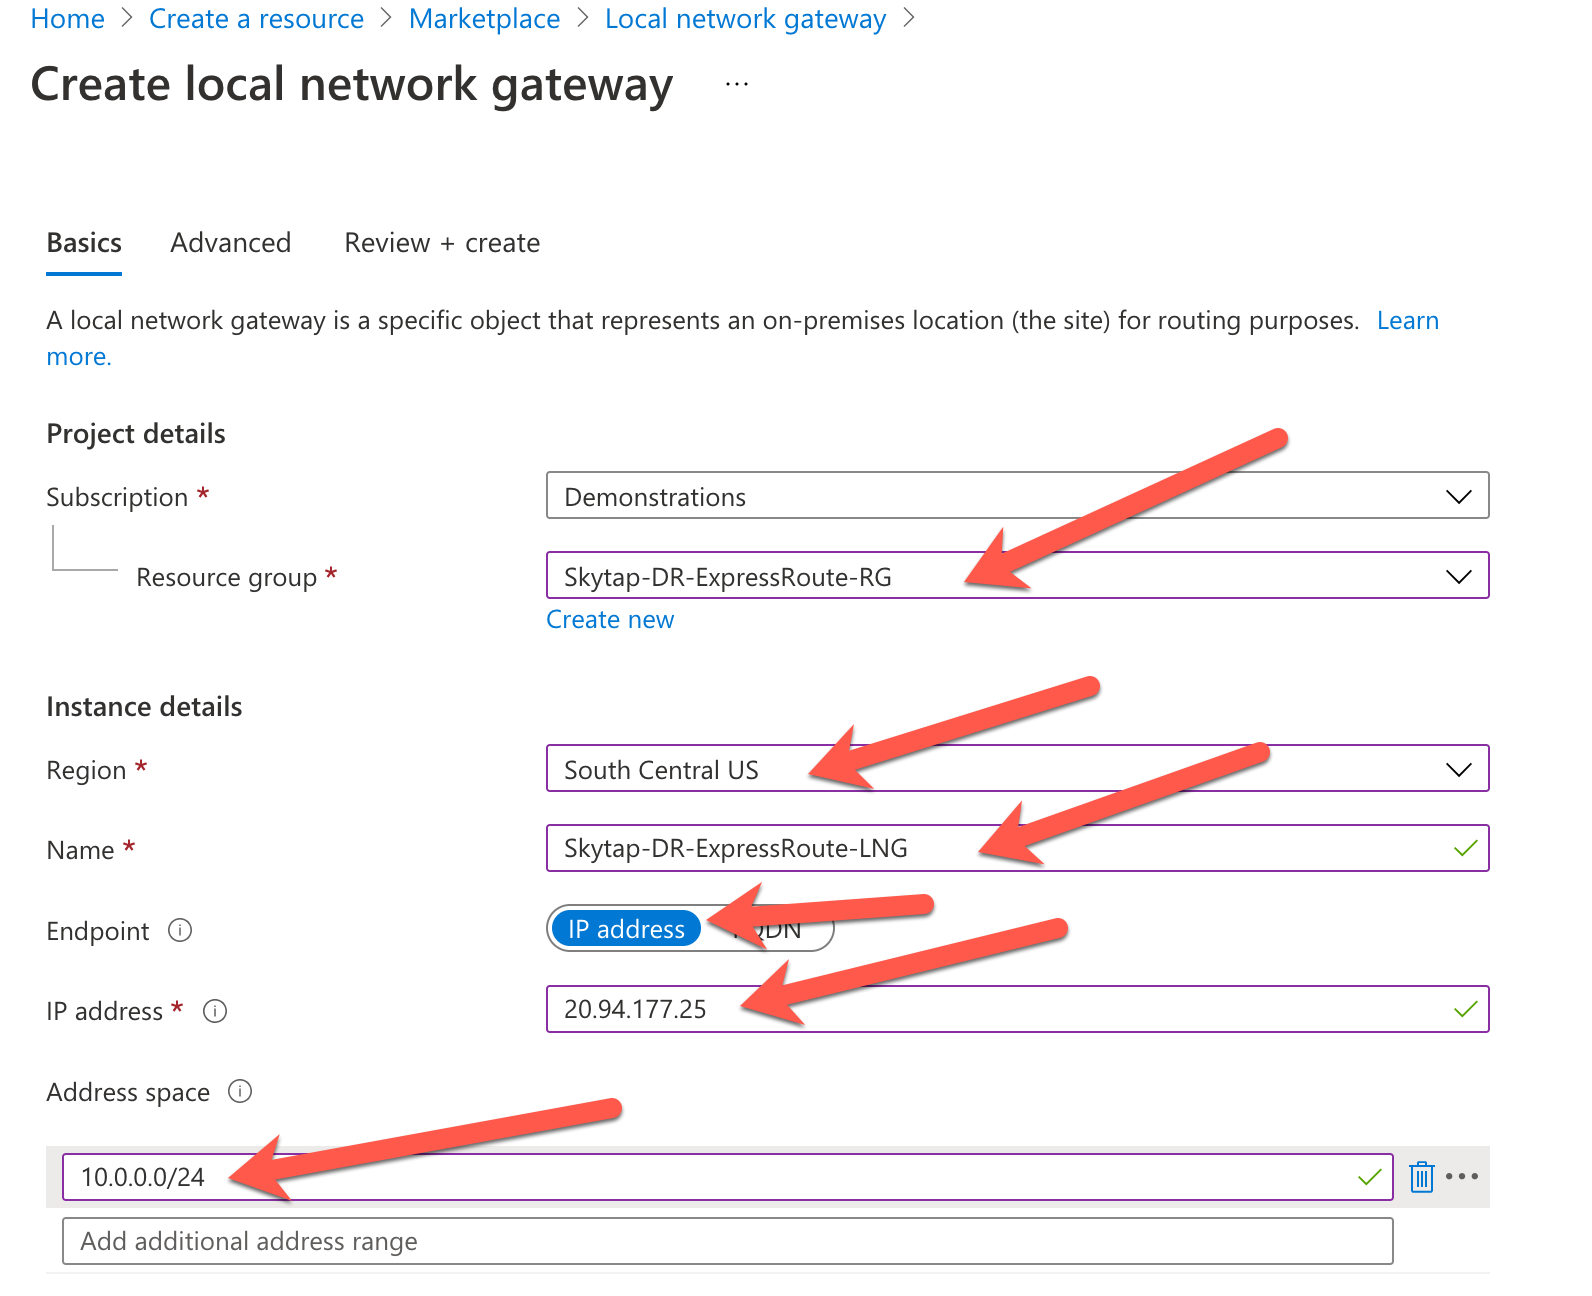 Home > Create a resource > Marketplace > Local network gateway >
Create local network gateway ...
Basics Advanced Review + create
A local network gateway is a specific object that represents an on-premises location (the site) for routing purposes. Learn
more.
Project details
Subscription * Demonstrations
Resource group * Skytap-DR-ExpressRoute-RG
Create new
Instance details
Region * South Central US
Name * Skytap-DR-ExpressRoute-LNG
Endpoint IP address
IP address * 20.94.177.25
Address space
10.0.0.0/24
Add additional address range